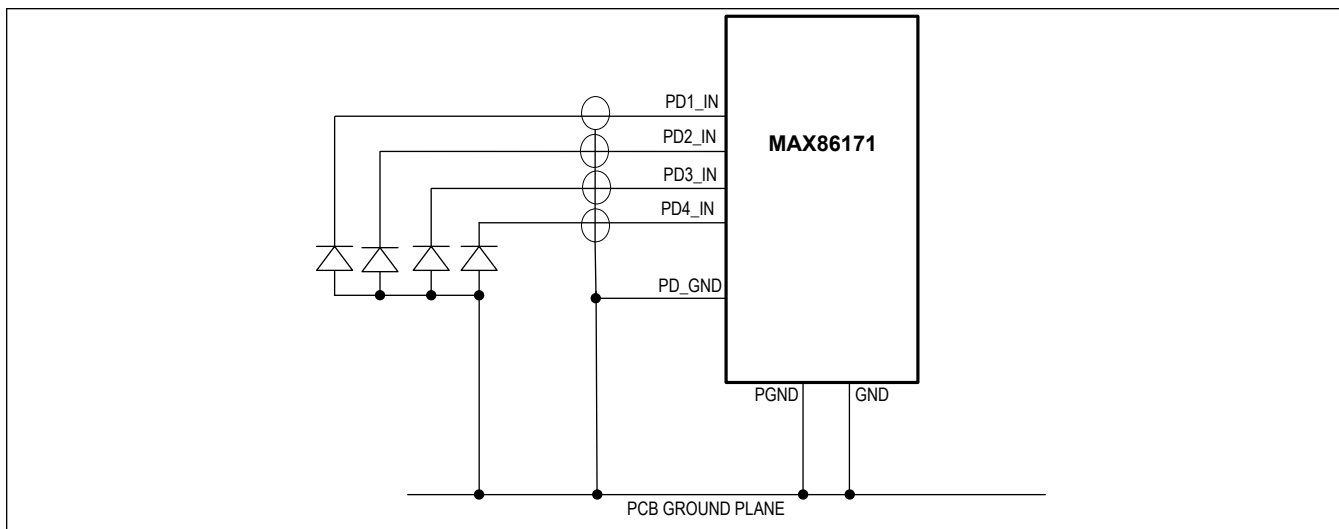 PD1_IN
PD2_IN
MAX86171
PD3_IN
PD4_IN
PD_GND
PGND
GND
PCB GROUND PLANE